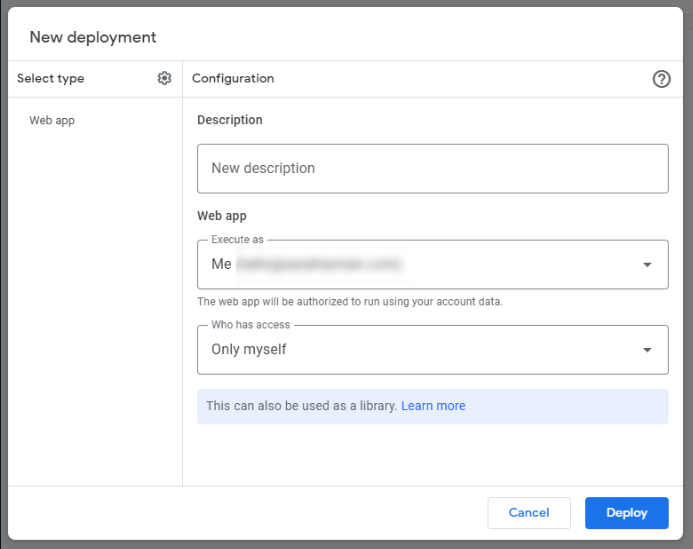 New deployment
Select type
Configuration
Web app
Description
New description
Web app
Execute as
Me
The web app will be authorized to run using your account data.
Who has access
Only myself
This can also be used as a library. Learn more
Cancel
Deploy